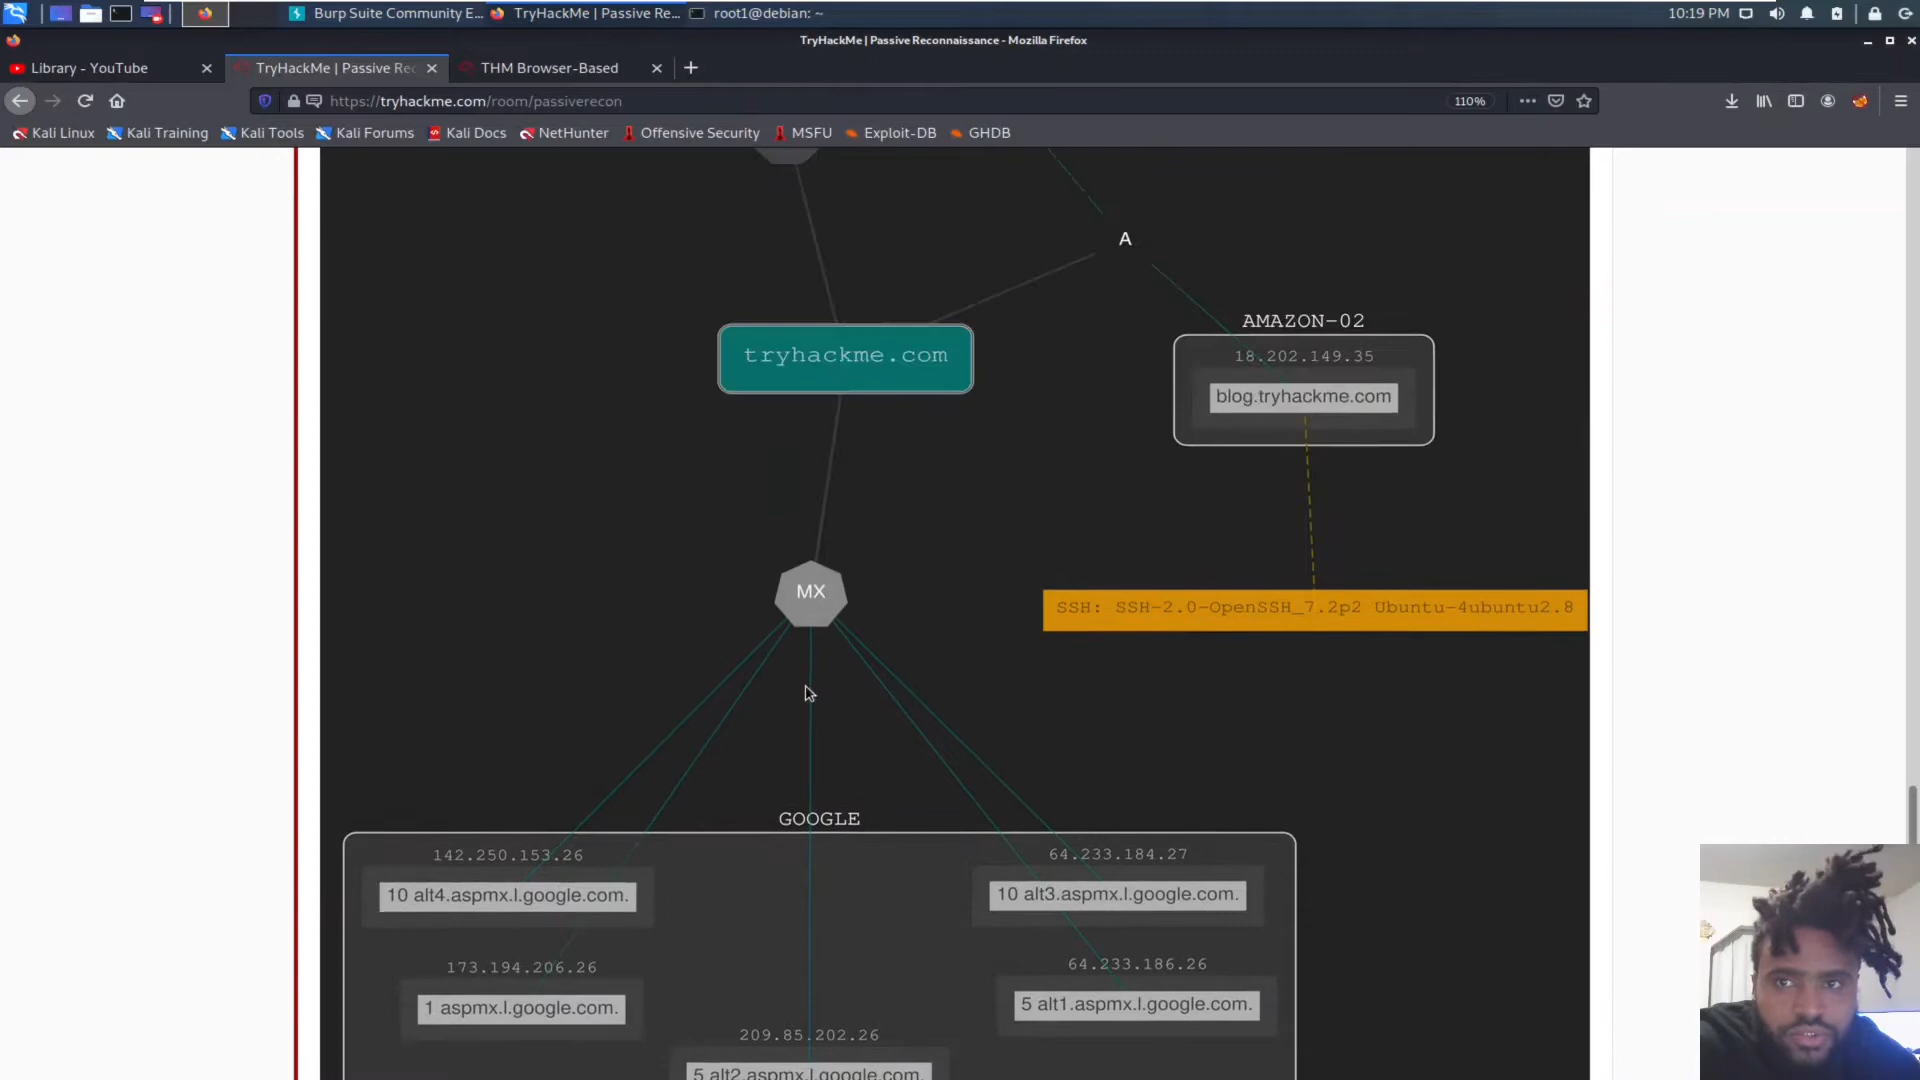 Burp Suite Community E...
TryHackMe | Passive Re...
root1@debian: ~
10:19 PM
TryHackMe | Passive Reconnaissance - Mozilla Firefox
Library - YouTube
TryHackMe | Passive Rec
THM Browser-Based
https://tryhackme.com/room/passiverecon
110%
Kali Linux
Kali Training
Kali Tools
Kali Forums
Kali Docs
NetHunter
Offensive Security
MSFU
Exploit-DB
GHDB
A
AMAZON-02
18.202.149.35
blog.tryhackme.com
tryhackme.com
MX
SSH: SSH-2.0-OpenSSH_7.2p2 Ubuntu-4ubuntu2.8
GOOGLE
142.250.153.26
10 alt4.aspmx.l.google.com.
64.233.184.27
10 alt3.aspmx.l.google.com.
173.194.206.26
1 aspmx.l.google.com.
64.233.186.26
5 alt1.aspmx.l.google.com.
209.85.202.26
5 alt2.aspmx.l.google.com.